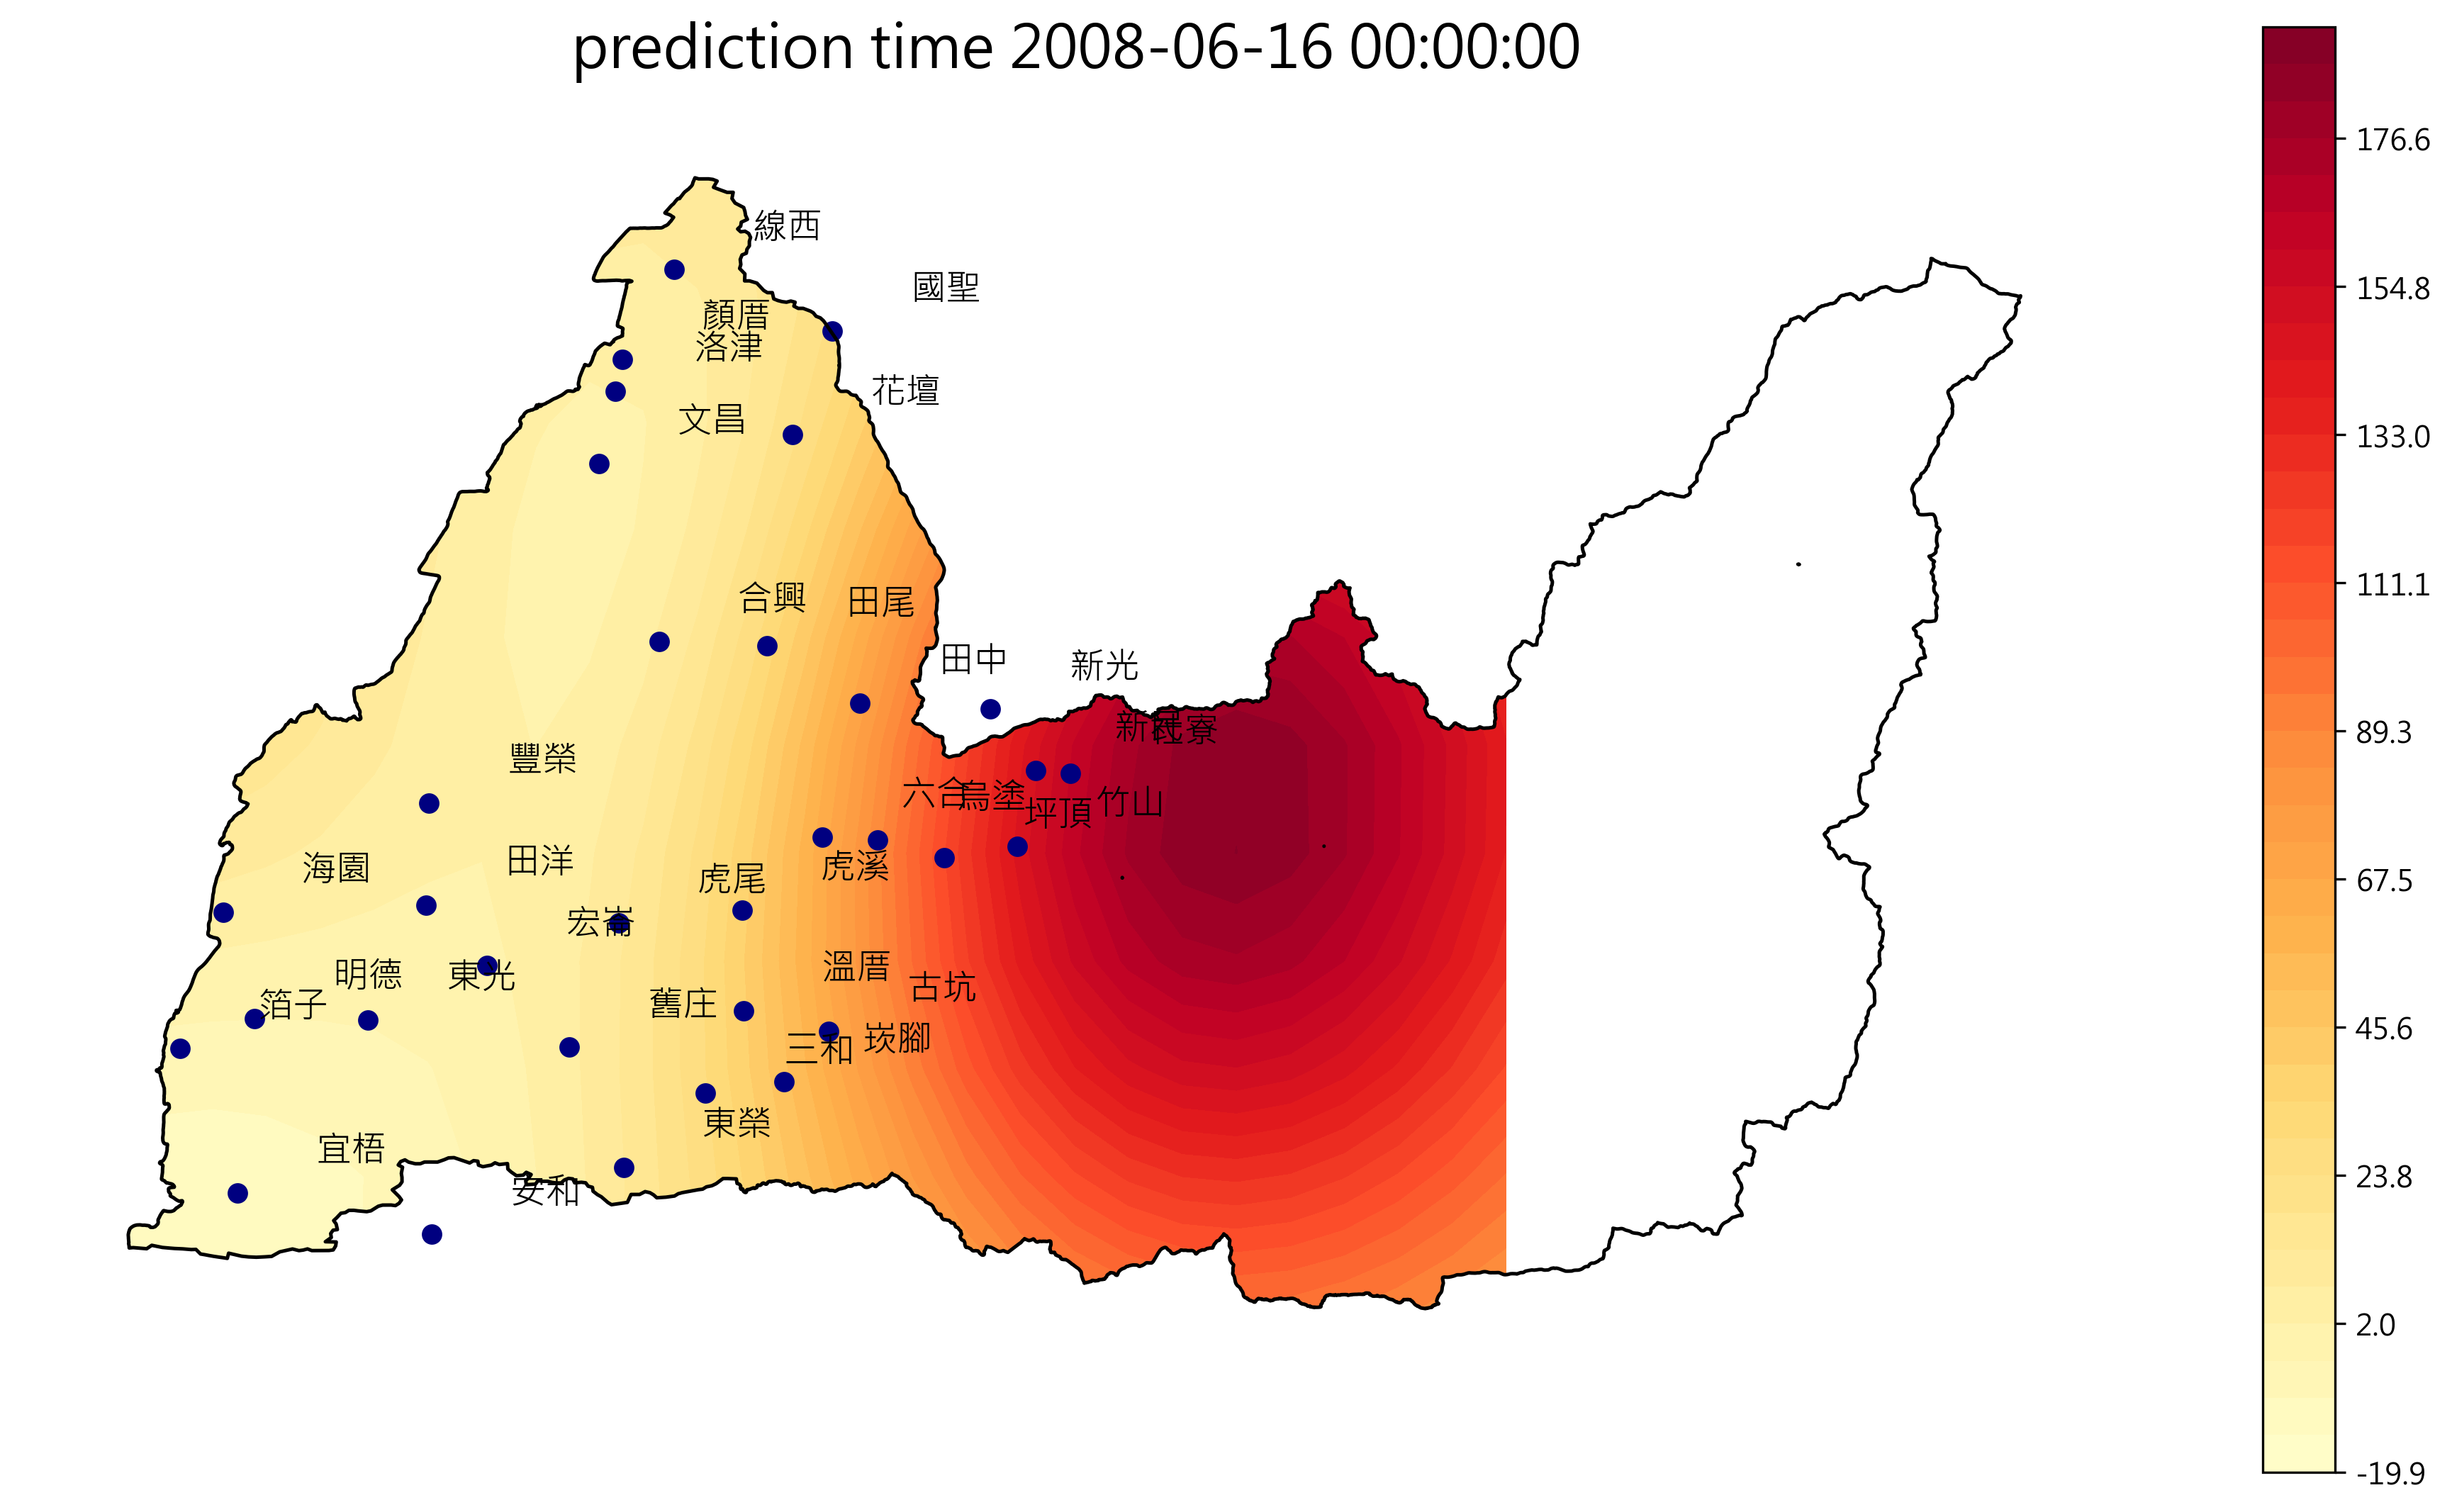 prediction time 2008-06-16 00:00:00
線西
國聖
顏厝
洛津
花壇
文昌
合興
田尾
田中
新光
新民
社寮
豐榮
六合
烏塗
坪頂
竹山
海園
田洋
虎尾
虎溪
宏崙
明德
東光
溫厝
古坑
箔子
舊庄
三和
崁腳
東榮
宜梧
安和
176.6
154.8
133.0
111.1
89.3
67.5
45.6
23.8
2.0
-19.9